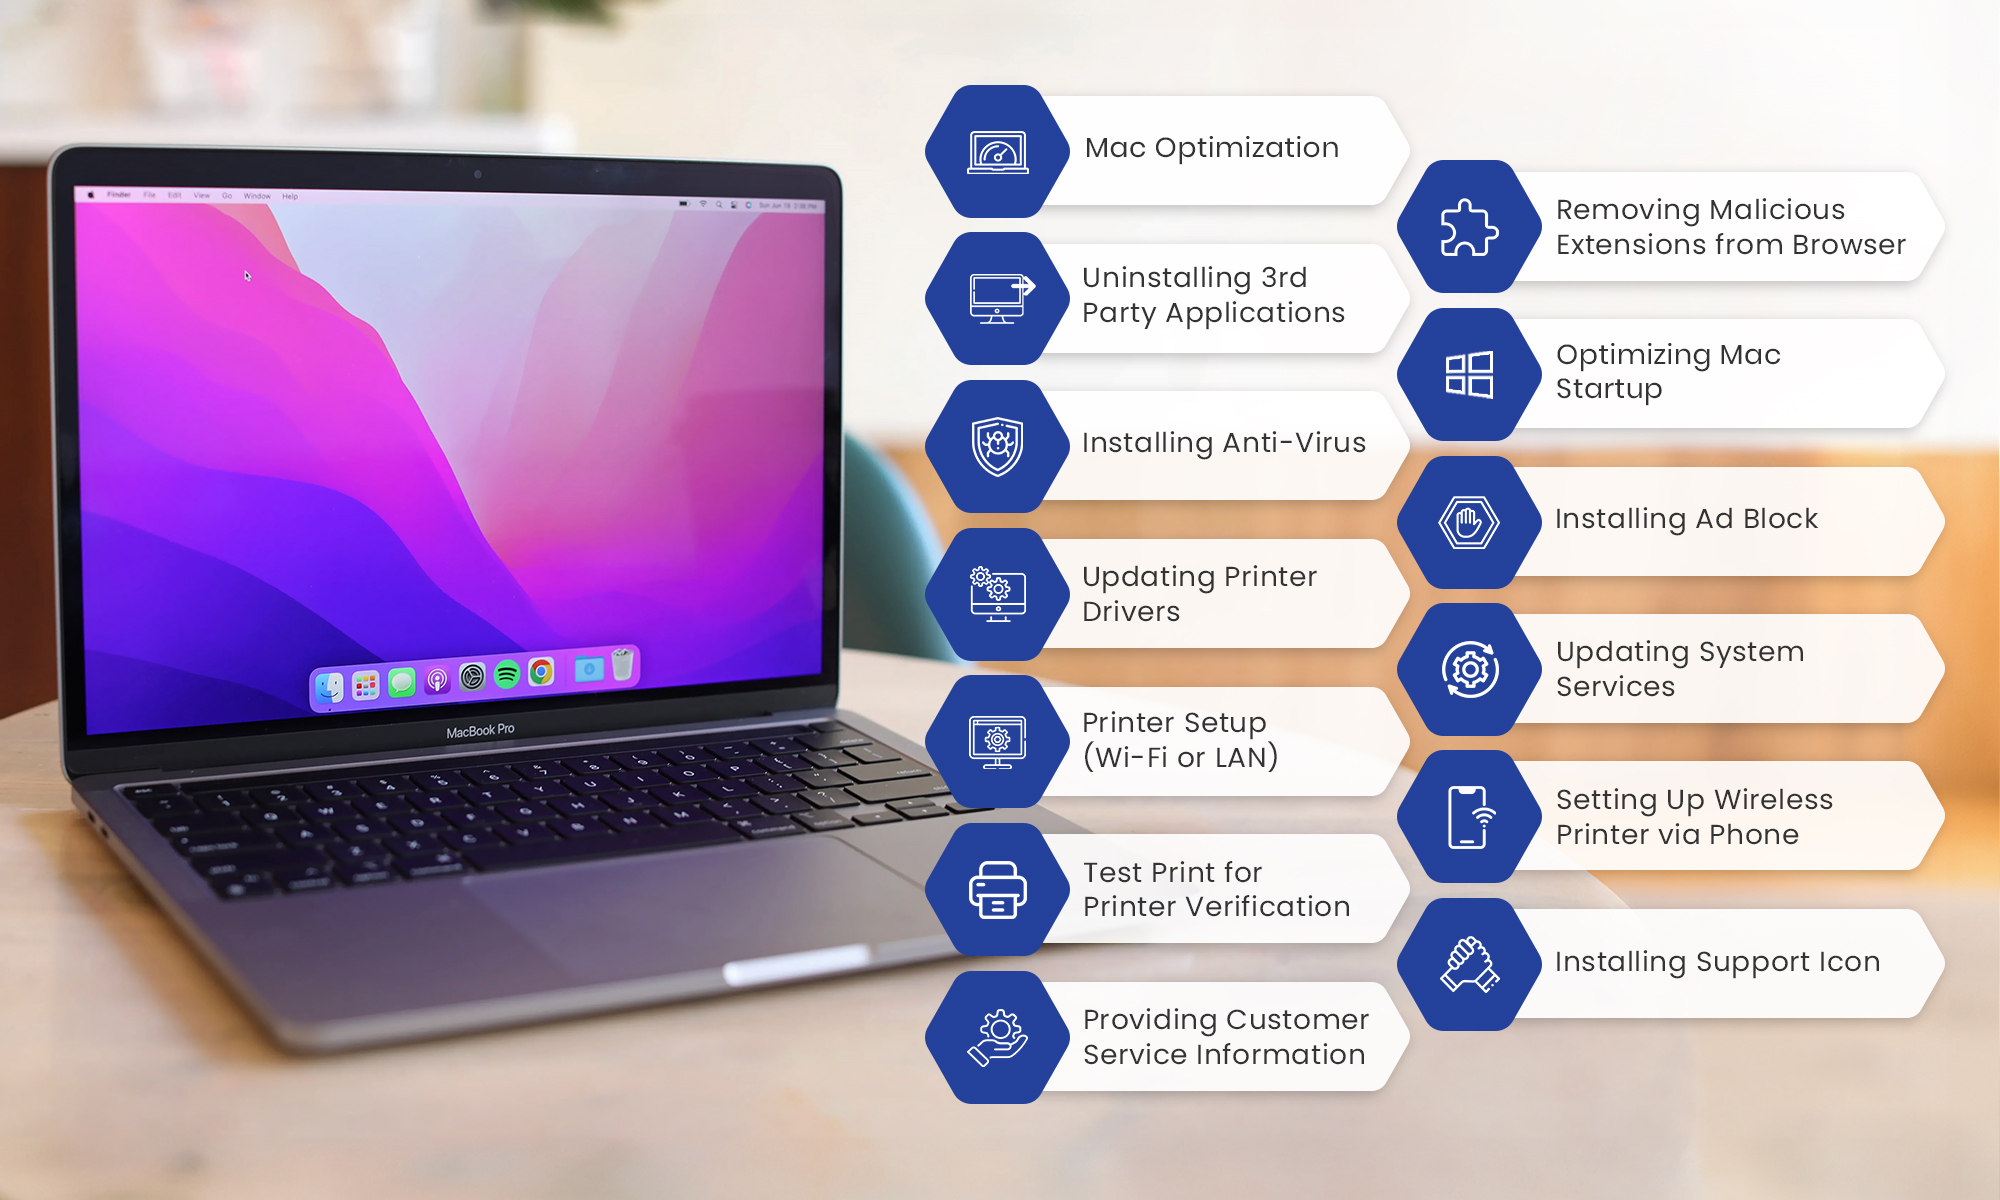 Finder File Edit View Go Window Help
MacBook Pro
Mac Optimization
Uninstalling 3rd
Party Applications
Installing Anti-Virus
Updating Printer
Drivers
Printer Setup
(Wi-Fi or LAN)
Test Print for
Printer Verification
Providing Customer
Service Information
Removing Malicious
Extensions from Browser
Optimizing Mac
Startup
Installing Ad Block
Updating System
Services
Setting Up Wireless
Printer via Phone
Installing Support Icon